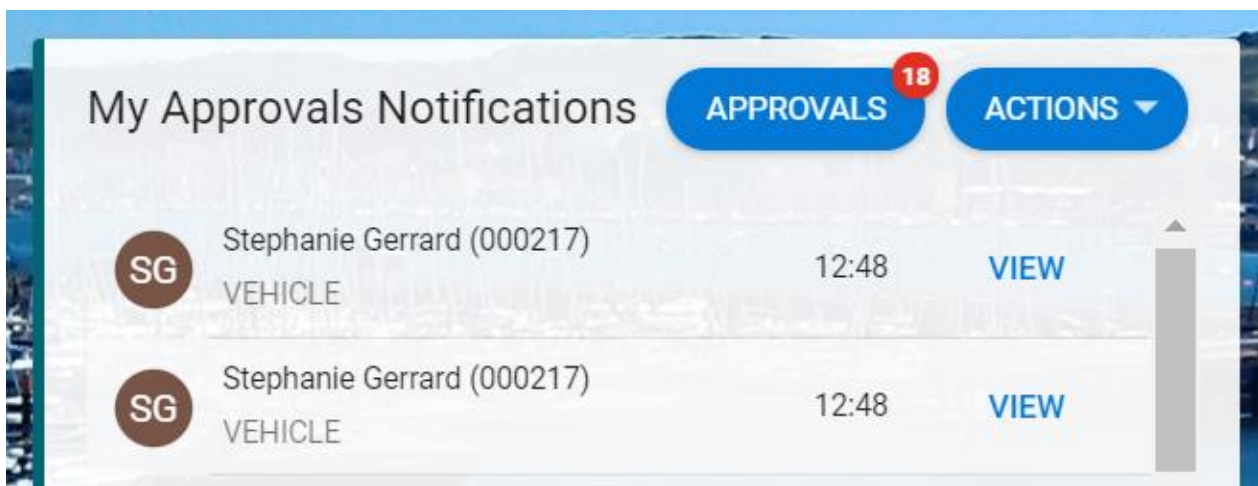 My Approvals Notifications APPROVALS 18 ACTIONS
Stephanie Gerrard (000217)
SG 12:48 VIEW
VEHICLE
Stephanie Gerrard (000217)
SG 12:48 VIEW
VEHICLE